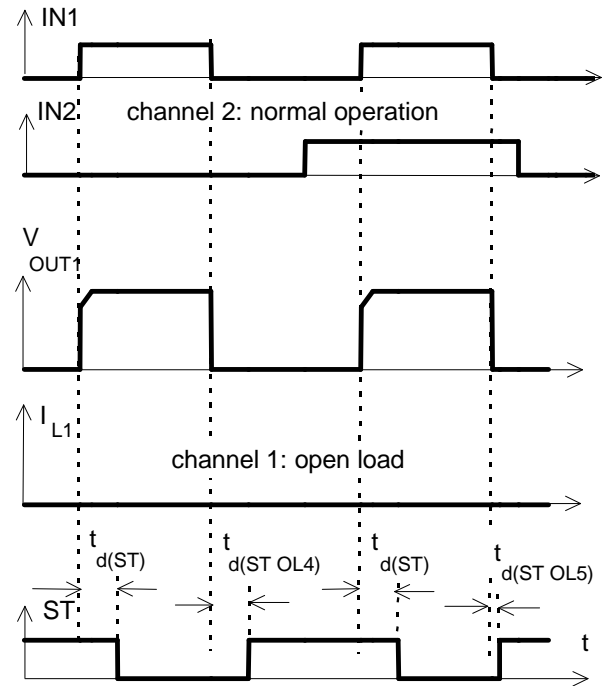 IN1
IN2 channel 2: normal operation
V
OUT1
I L1
channel 1: open load
t d(ST) t d(ST OL4) t d(ST) t d(ST OL5)
ST t